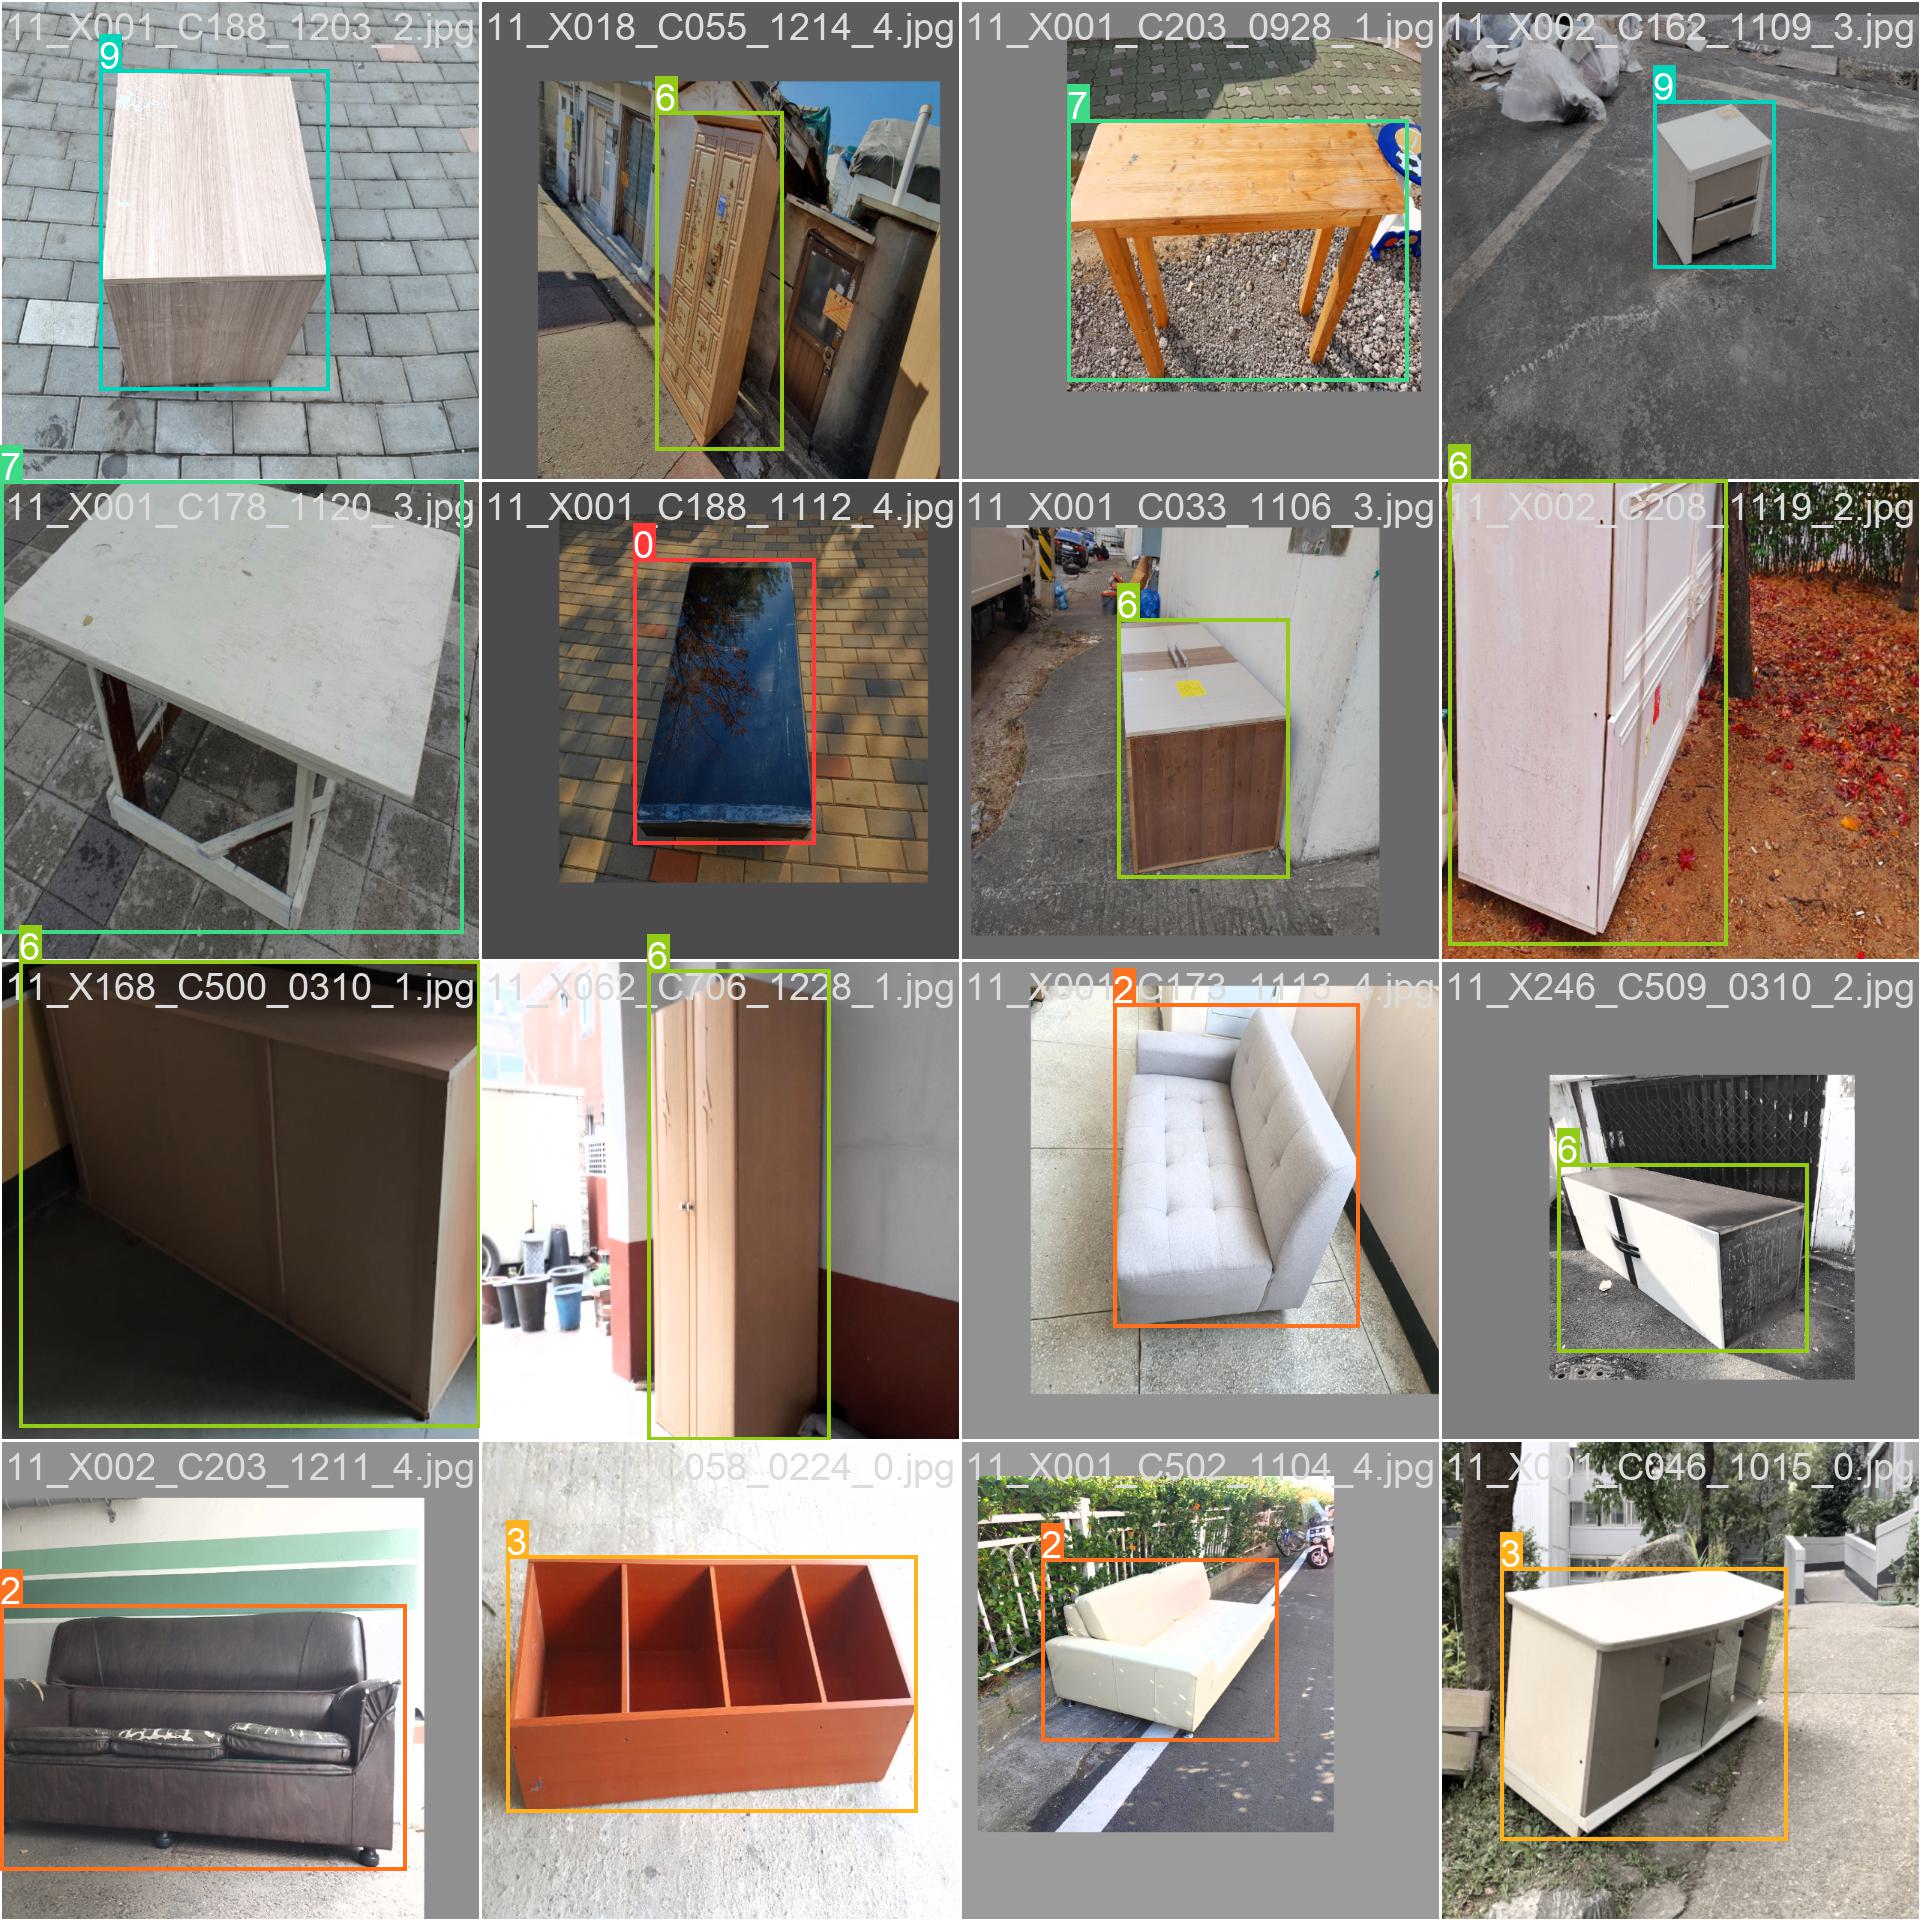 11_X001_C188_1203_2.jpg
9
11_X018_C055_1214_4.jpg
6
11_X001_C203_0928_1.jpg
7
11_X002_C162_1109_3.jpg
9
11_X001_C178_1120_3.jpg
7
11_X001_C188_1112_4.jpg
0
11_X001_C033_1106_3.jpg
6
11_X002_C208_1119_2.jpg
6
11_X168_C500_0310_1.jpg
6
11_X062_C706_1228_1.jpg
6
11_X001_C173_1113_4.jpg
2
11_X246_C509_0310_2.jpg
6
11_X002_C203_1211_4.jpg
2
C058_0224_0.jpg
3
11_X001_C502_1104_4.jpg
2
11_X001_C046_1015_0.jpg
3